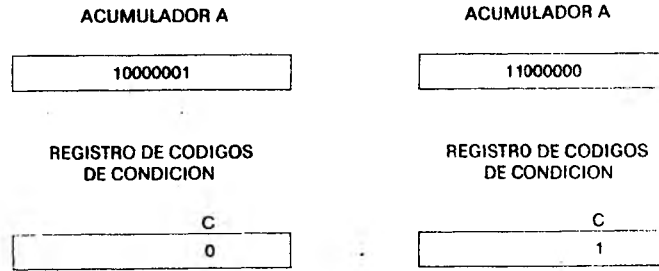 ACUMULADOR A
10000001
REGISTRO DE CODIGOS
DE CONDICION
C
0
ACUMULADOR A
11000000
REGISTRO DE CODIGOS
DE CONDICION
C
1